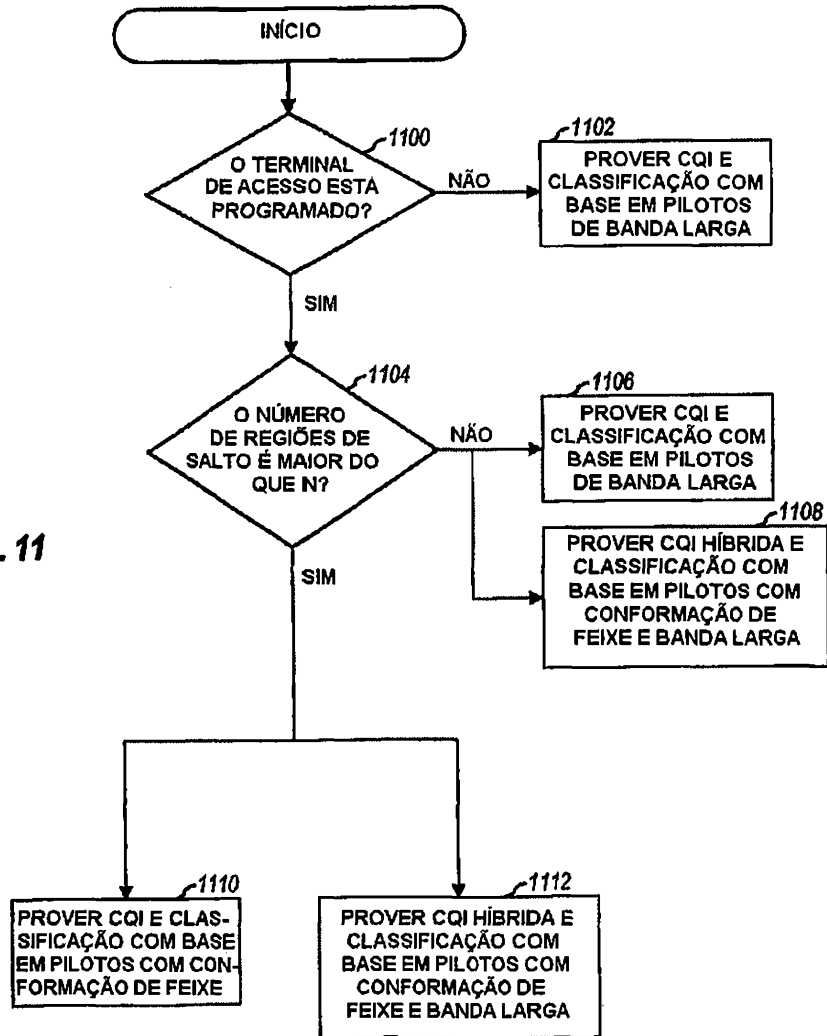 INÍCIO
1100
O TERMINAL
DE ACESSO ESTÁ
PROGRAMADO?
NÃO
1102
PROVER CQI E
CLASSIFICAÇÃO COM
BASE EM PILOTOS
DE BANDA LARGA
SIM
1104
O NÚMERO
DE REGIÕES DE
SALTO É MAIOR DO
QUE N?
NÃO
1106
PROVER CQI E
CLASSIFICAÇÃO COM
BASE EM PILOTOS
DE BANDA LARGA
1108
PROVER CQI HÍBRIDA E
CLASSIFICAÇÃO COM
BASE EM PILOTOS COM
CONFORMAÇÃO DE
FEIXE E BANDA LARGA
. 11
SIM
1110
PROVER CQI E CLAS-
SIFICAÇÃO COM BASE
EM PILOTOS COM CON-
FORMAÇÃO DE FEIXE
1112
PROVER CQI HÍBRIDA E
CLASSIFICAÇÃO COM
BASE EM PILOTOS COM
CONFORMAÇÃO DE
FEIXE E BANDA LARGA